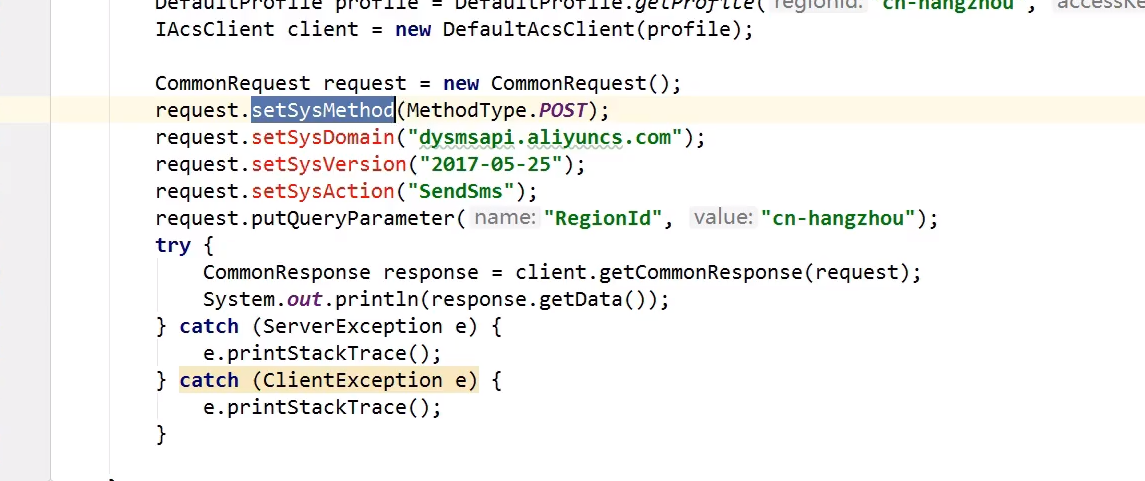 DefaultProfile profile = DefaultProfile.getProfile( regionId: "cn-hangzhou", accessKe
IAcsClient client = new DefaultAcsClient(profile);
CommonRequest request = new CommonRequest();
request.setSysMethod(MethodType.POST);
request.setSysDomain("dysmsapi.aliyuncs.com");
request.setSysVersion("2017-05-25");
request.setSysAction("SendSms");
request.putQueryParameter( name: "RegionId", value: "cn-hangzhou");
try {
CommonResponse response = client.getCommonResponse(request);
System.out.println(response.getData());
} catch (ServerException e) {
e.printStackTrace();
} catch (ClientException e) {
e.printStackTrace();
}